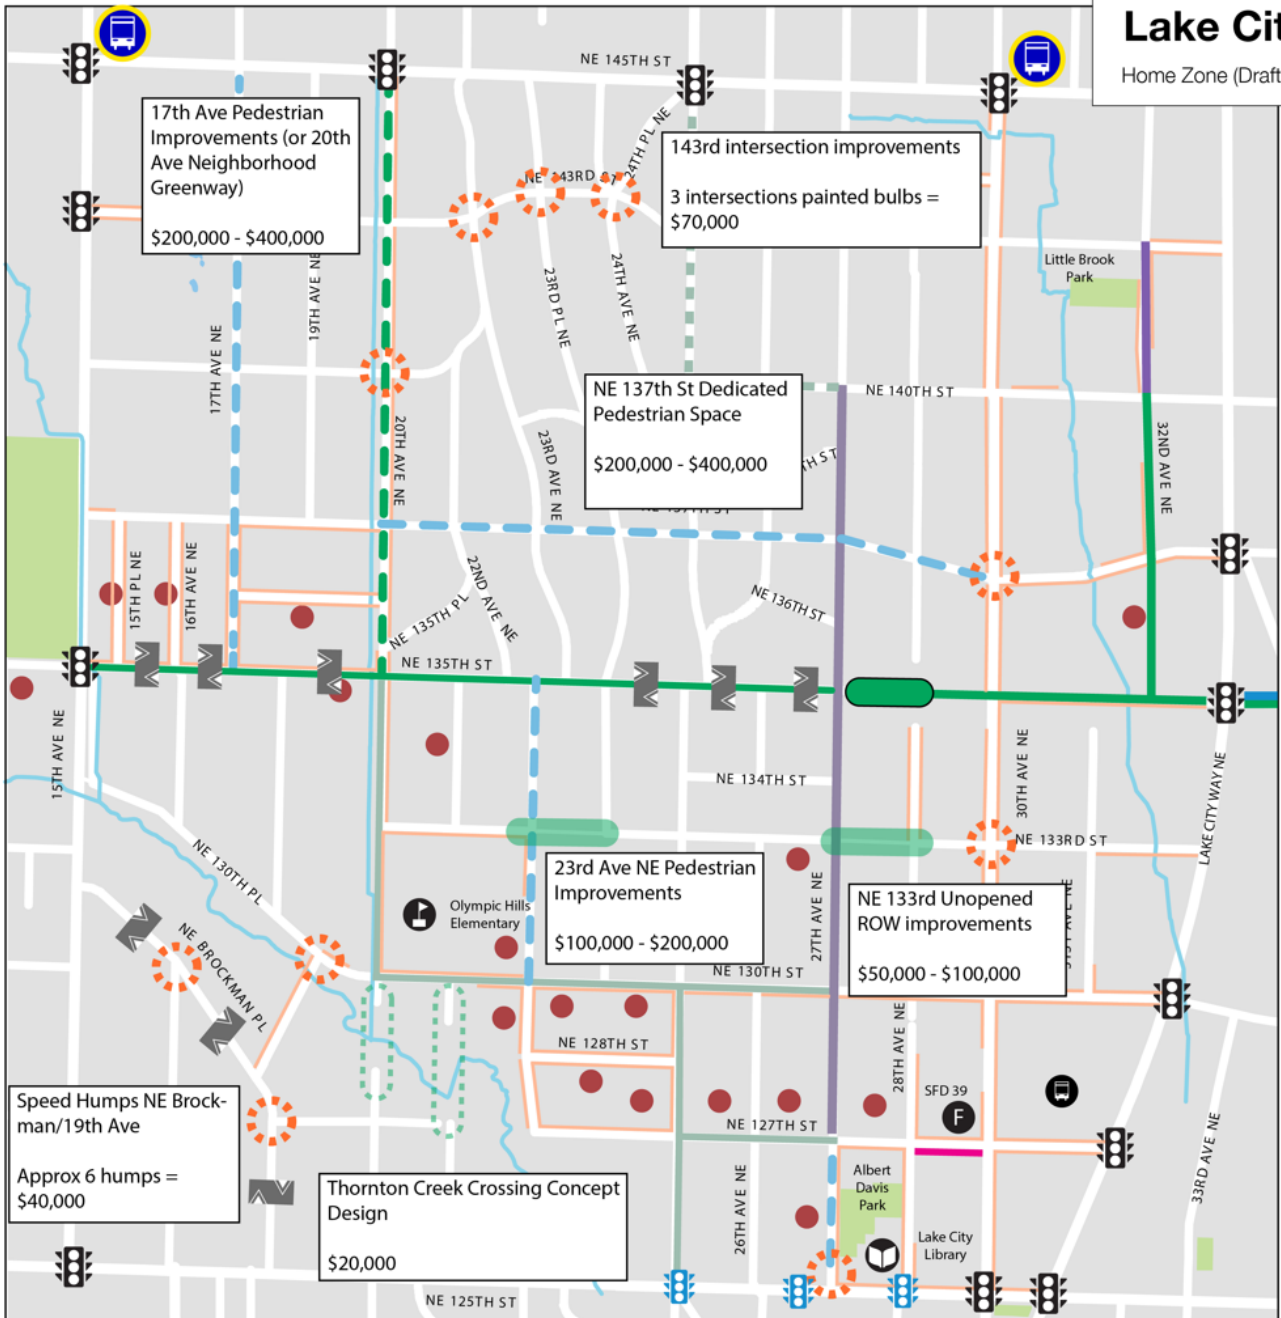 Lake Cit
Home Zone (Draft
NE 145TH ST
17th Ave Pedestrian
Improvements (or 20th
Ave Neighborhood
Greenway)
$200,000 - $400,000
24TH PL NE
143rd intersection improvements
3 intersections painted bulbs =
$70,000
NE 143RD
Little Brook
Park
19TH AVE NE
23RD PL NE
24TH AVE NE
17TH AVE NE
NE 137th St Dedicated
Pedestrian Space
$200,000 - $400,000
NE 140TH ST
20TH AVE NE
23RD AVE NE
TH ST
32ND AVE NE
15TH PL NE
16TH AVE NE
22ND AVE NE
NE 135TH PL
NE 136TH ST
NE 135TH ST
15TH AVE NE
NE 134TH ST
30TH AVE NE
LAKE CITY WAY NE
NE 133RD ST
NE 130TH PL
23rd Ave NE Pedestrian
Improvements
$100,000 - $200,000
27TH AVE NE
NE 133rd Unopened
ROW improvements
$50,000 - $100,000
Olympic Hills
Elementary
NE BROCKMAN PL
NE 130TH ST
NE 128TH ST
28TH AVE NE
SFD 39
F
Speed Humps NE Brock-
man/19th Ave
Approx 6 humps =
$40,000
NE 127TH ST
33RD AVE NE
Thornton Creek Crossing Concept
Design
$20,000
26TH AVE NE
Albert
Davis
Park
Lake City
Library
NE 125TH ST